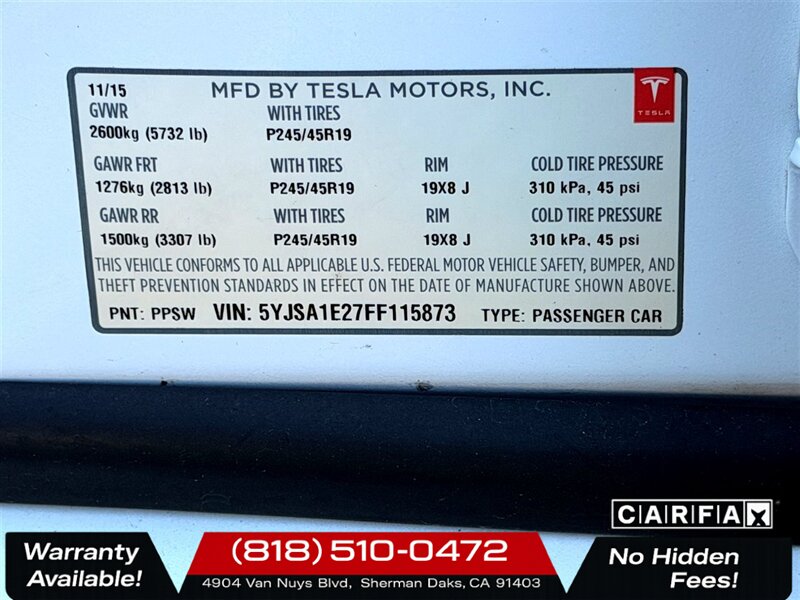 11/15 MFD BY TESLA MOTORS, INC.
TESLA
GVWR WITH TIRES
2600kg (5732 lb) P245/45R19
GAWR FRT WITH TIRES RIM COLD TIRE PRESSURE
1276kg (2813 lb) P245/45R19 19X8 J 310 kPa, 45 psi
GAWR RR WITH TIRES RIM COLD TIRE PRESSURE
1500kg (3307 lb) P245/45R19 19X8 J 310 kPa, 45 psi
THIS VEHICLE CONFORMS TO ALL APPLICABLE U.S. FEDERAL MOTOR VEHICLE SAFETY, BUMPER, AND
THEFT PREVENTION STANDARDS IN EFFECT ON THE DATE OF MANUFACTURE SHOWN ABOVE.
PNT: PPSW VIN: 5YJSA1E27FF115873 TYPE: PASSENGER CAR
CARFAX
Warranty
Available!
(818) 510-0472
4904 Van Nuys Blvd, Sherman Daks, CA 91403
No Hidden
Fees!